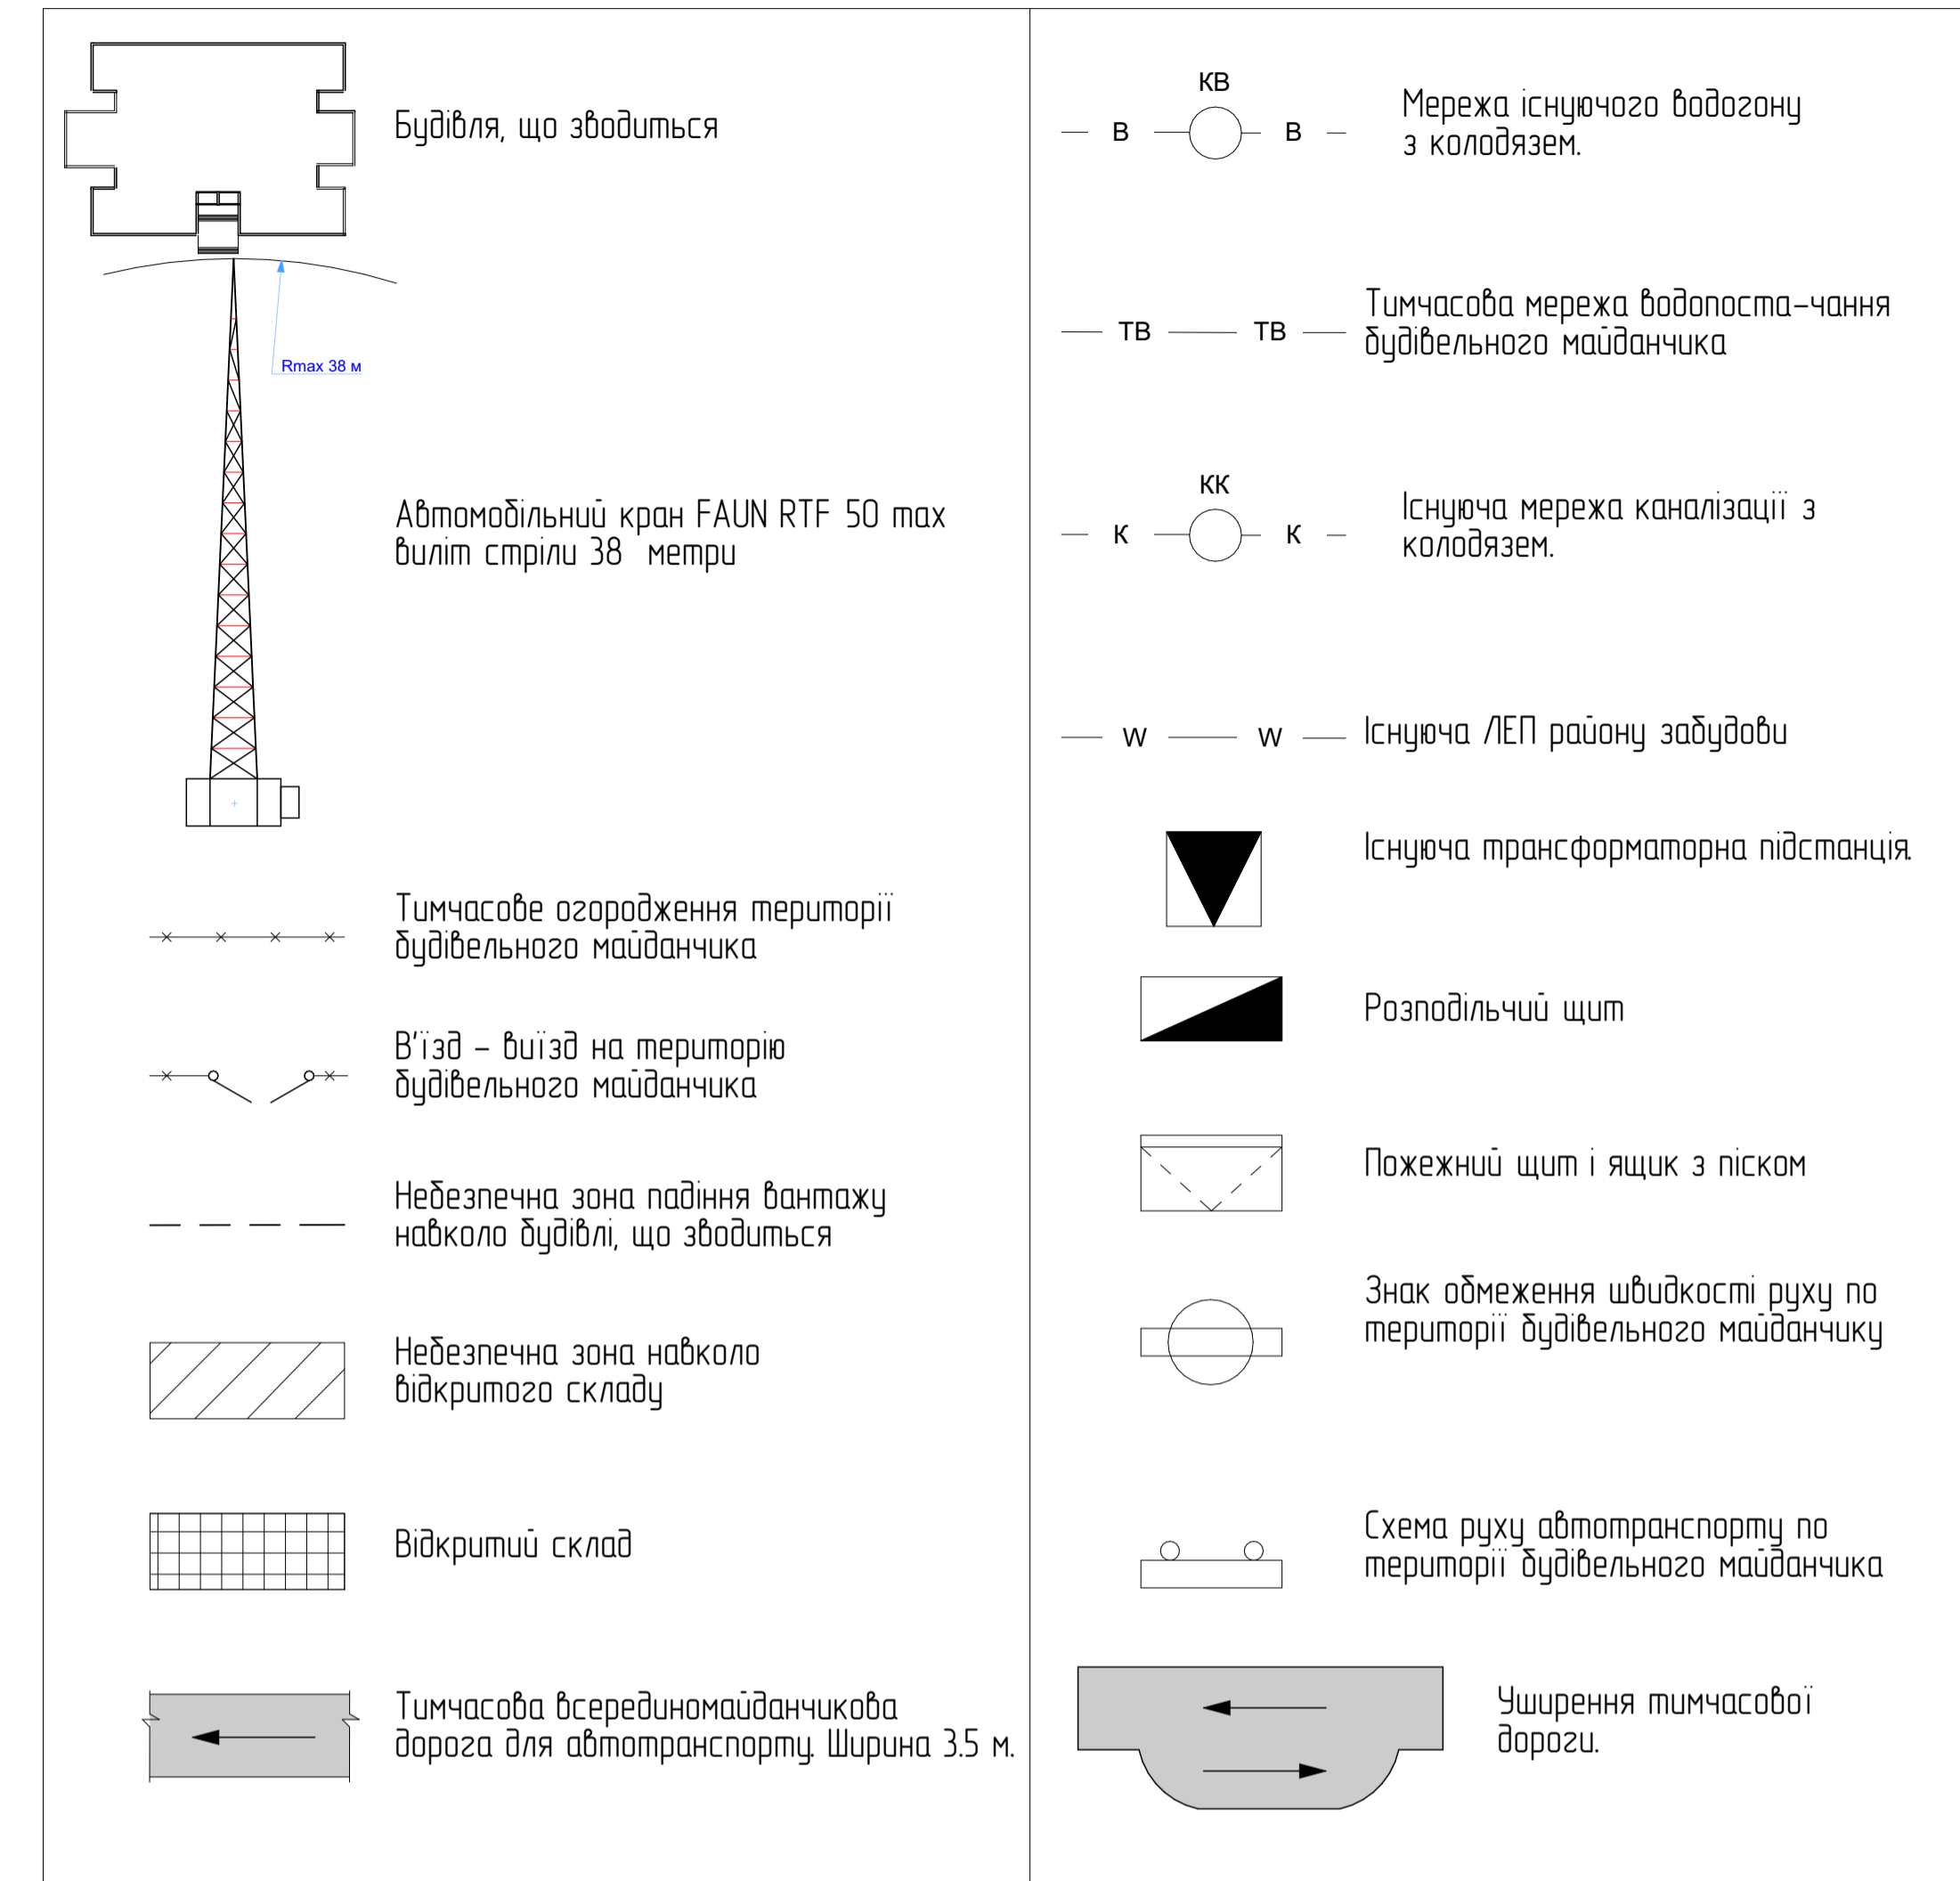 Будівля, що зводиться
Rmax 38 м
Автомобільний кран FAUN RTF 50 max
виліт стріли 38 метри
Тимчасове огородження території
будівельного майданчика
В'їзд - виїзд на територію
будівельного майданчика
Небезпечна зона падіння вантажу
навколо будівлі, що зводиться
Небезпечна зона навколо
відкритого складу
Відкритий склад
Тимчасова всерединомайданчикова
дорога для автотранспорту. Ширина 3.5 м.
КВ
В В
Мережа існуючого водогону
з колодязем.
ТВ ТВ
Тимчасова мережа водопоста-чання
будівельного майданчика
КК
К К
Існуюча мережа каналізації з
колодязем.
W W
Існуюча ЛЕП району забудови
Існуюча трансформаторна підстанція.
Розподільчий щит
Пожежний щит і ящик з піском
Знак обмеження швидкості руху по
території будівельного майданчику
Схема руху автотранспорту по
території будівельного майданчика
Уширення тимчасової
дороги.